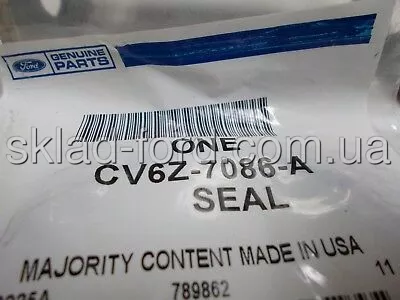 Ford
GENUINE
PARTS
ONE
sklad-ford.com.ua
CV6Z-7086-A
SEAL
MAJORITY CONTENT MADE IN USA
789862
11